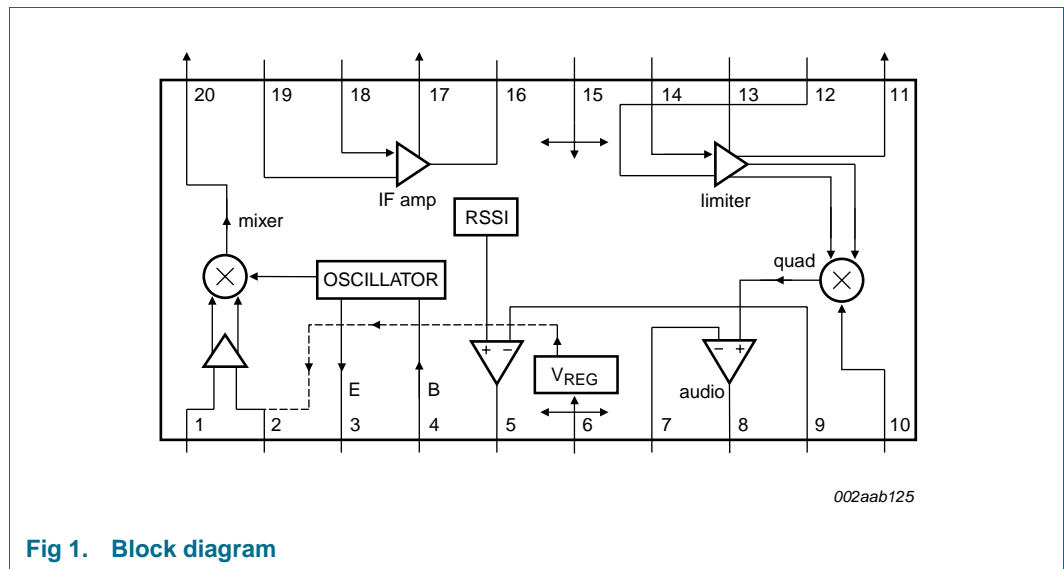 20 19 18 17 16 15 14 13 12 11
IF amp
limiter
RSSI
mixer
quad
OSCILLATOR
+ −
− +
VREG
E B
audio
1 2 3 4 5 6 7 8 9 10
002aab125
Fig 1. Block diagram